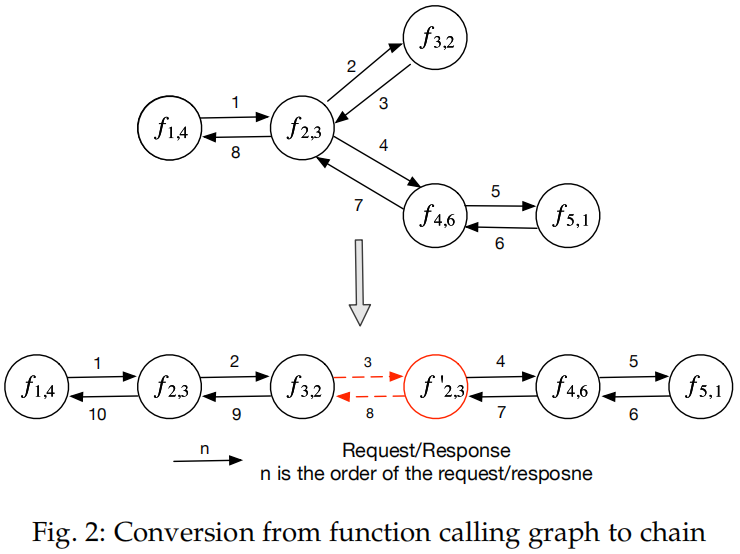 f3,2
2
3
1
f1,4
f2,3
8
4
7
5
f4,6
f5,1
6
1
2
3
4
5
f1,4
f2,3
f3,2
f'2,3
f4,6
f5,1
10
9
8
7
6
n
Request/Response
n is the order of the request/resposne
Fig. 2: Conversion from function calling graph to chain